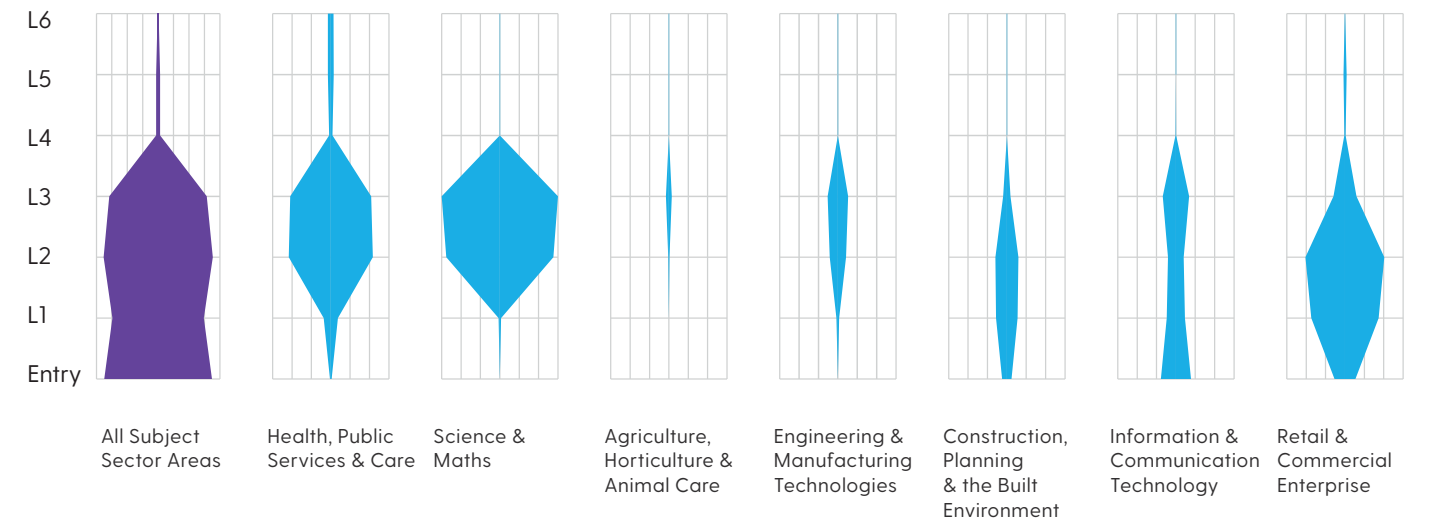 L6
L5
L4
L3
L2
L1
Entry
All Subject
Sector Areas
Health, Public
Services & Care
Science &
Maths
Agriculture,
Horticulture &
Animal Care
Engineering &
Manufacturing
Technologies
Construction,
Planning
& the Built
Environment
Information &
Communication
Technology
Retail &
Commercial
Enterprise